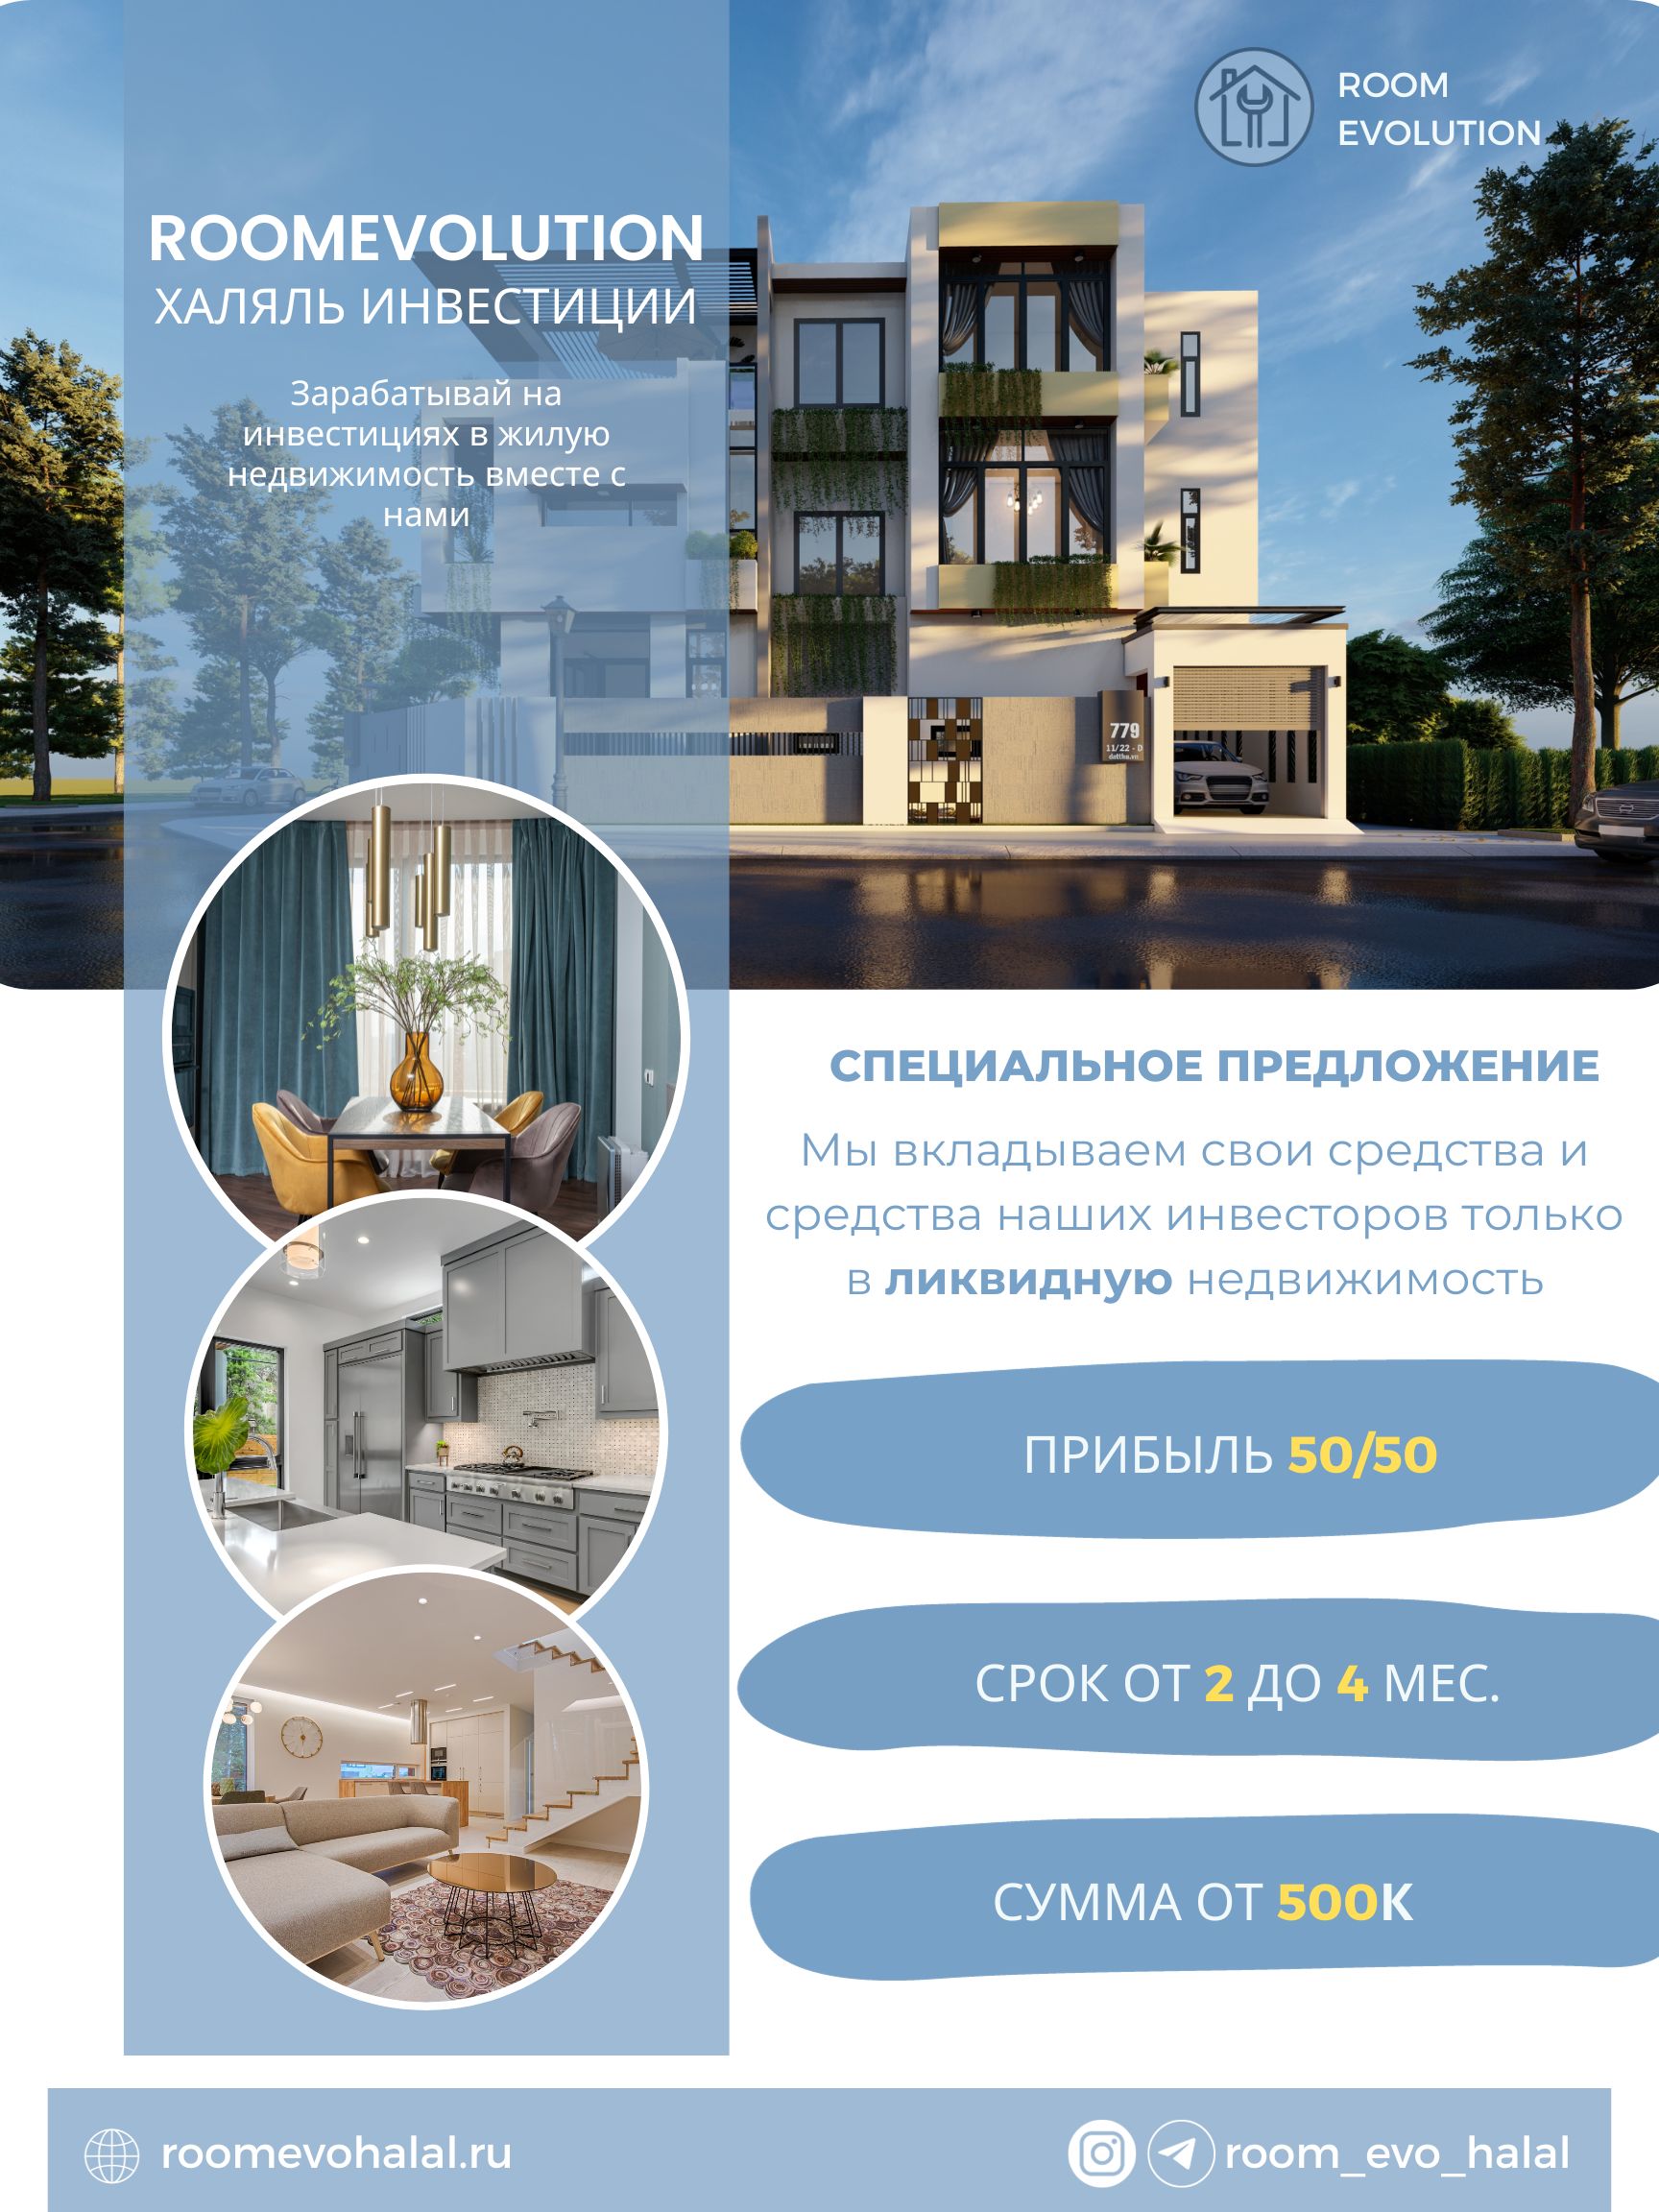 ROOM
EVOLUTION
ROOMEVOLUTION
ХАЛЯЛЬ ИНВЕСТИЦИИ
Зарабатывай на
инвестициях в жилую
недвижимость вместе с
нами
779
11/22 - D
СПЕЦИАЛЬНОЕ ПРЕДЛОЖЕНИЕ
Мы вкладываем свои средства и
средства наших инвесторов только
в ликвидную недвижимость
ПРИБЫЛЬ 50/50
СРОК ОТ 2 ДО 4 МЕС.
СУММА ОТ 500К
roomevohalal.ru
room_evo_halal